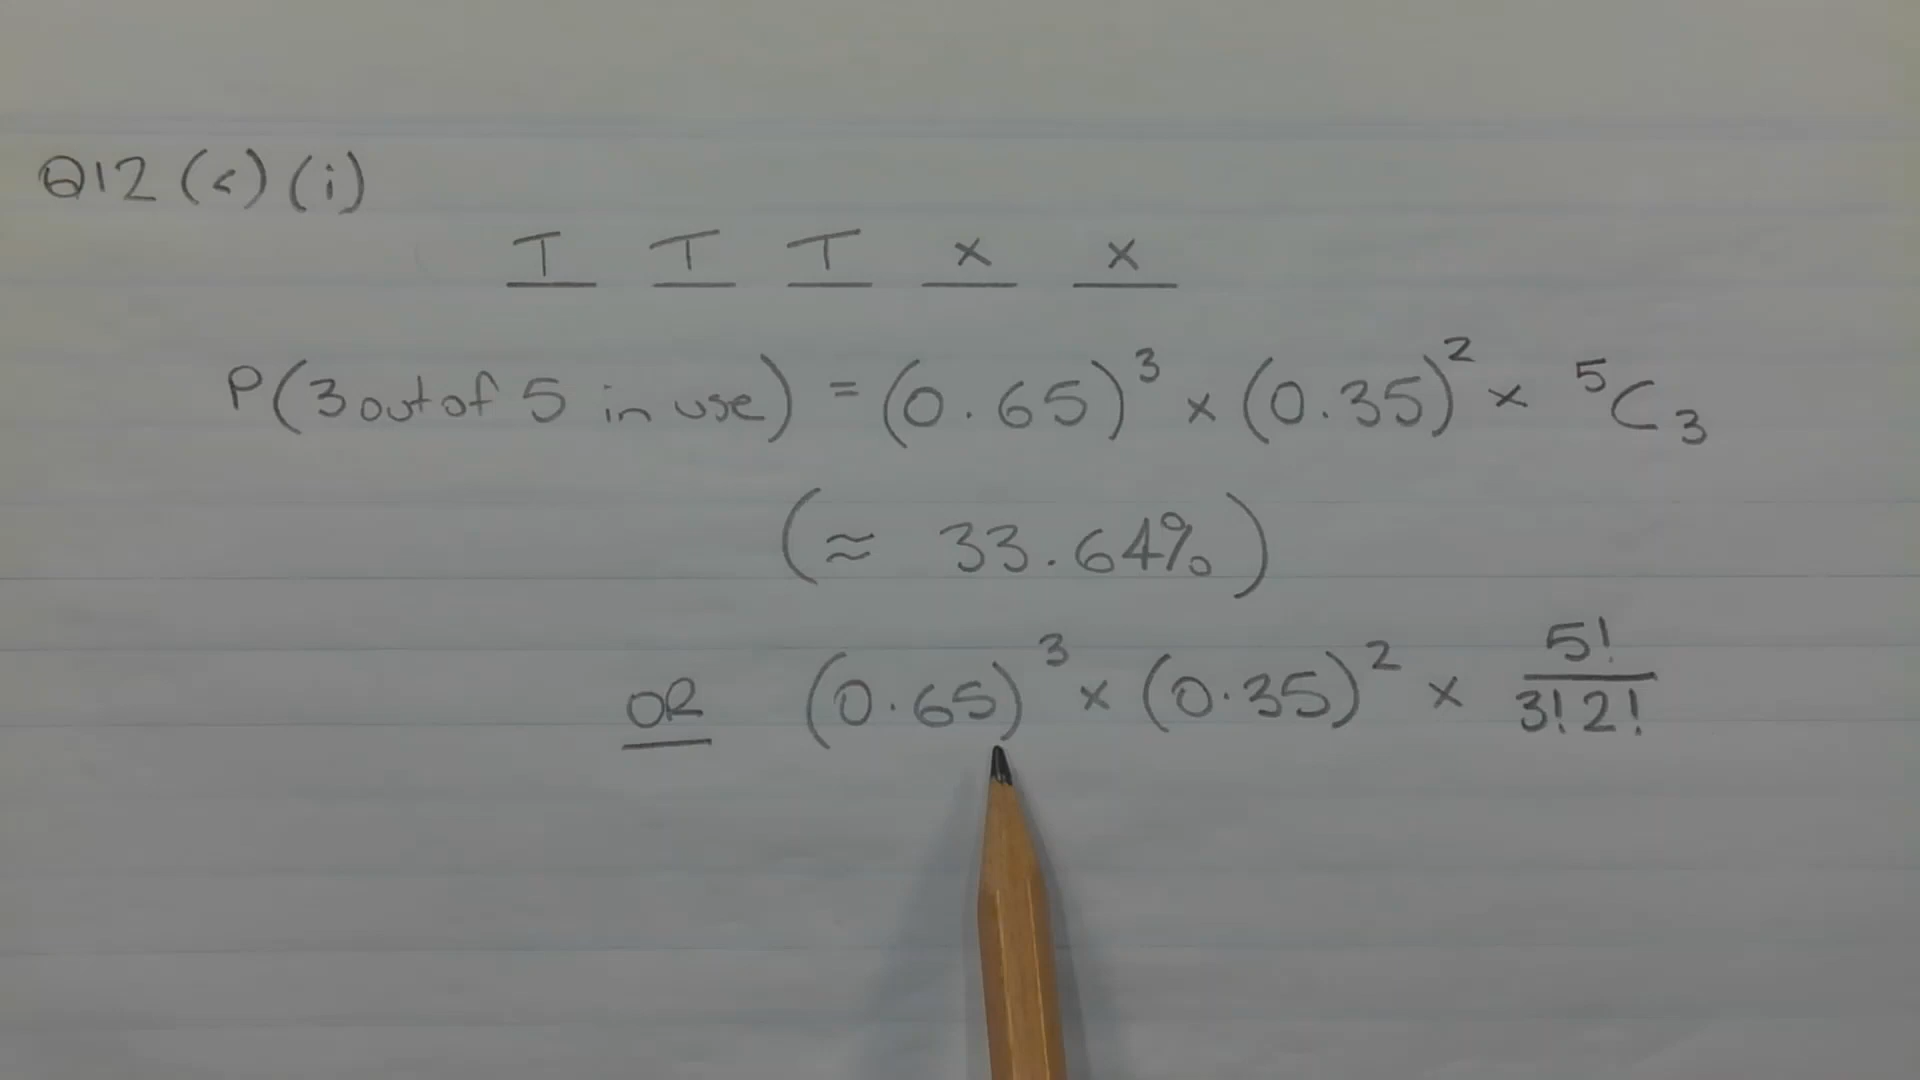 Q12 (c) (i)
T T T × ×
P(3 out of 5 in use) = (0.65)³ × (0.35)² × ⁵C₃
(≈ 33.64%)
OR (0.65)³ × (0.35)² × 5!/3!2!